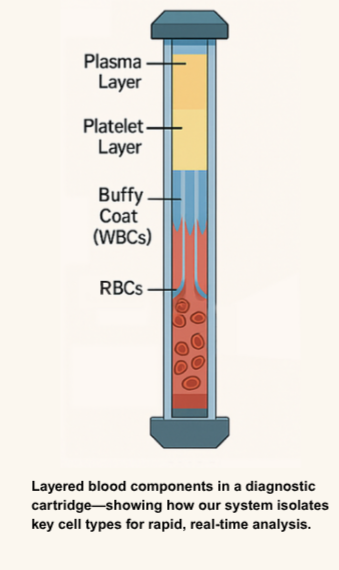 Plasma
Layer
Platelet
Layer
Buffy
Coat
(WBCs)
RBCs
Layered blood components in a diagnostic
cartridge—showing how our system isolates
key cell types for rapid, real-time analysis.